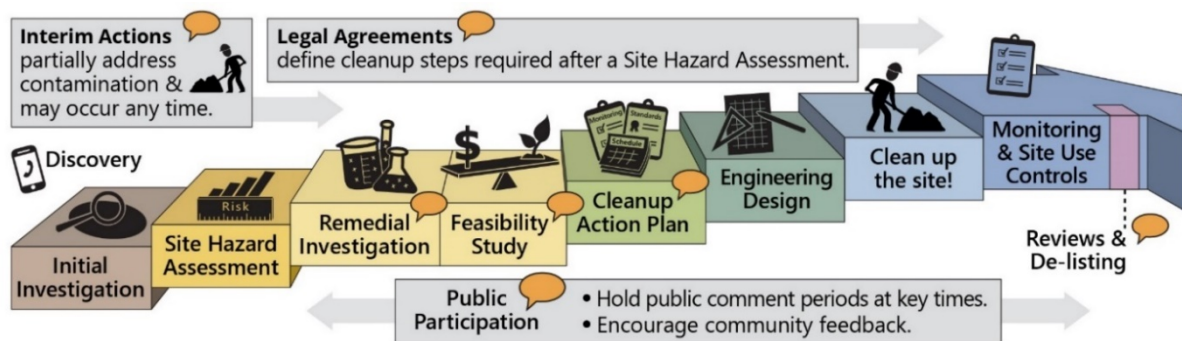 Interim Actions
partially address
contamination &
may occur any time.
Legal Agreements
define cleanup steps required after a Site Hazard Assessment.
Discovery
Initial
Investigation
Risk
Site Hazard
Assessment
Remedial
Investigation
$
Feasibility
Study
Monitoring
Standards
Schedule
Cleanup
Action Plan
Engineering
Design
Clean up
the site!
Monitoring
& Site Use
Controls
Reviews &
De-listing
Public
Participation
• Hold public comment periods at key times.
• Encourage community feedback.